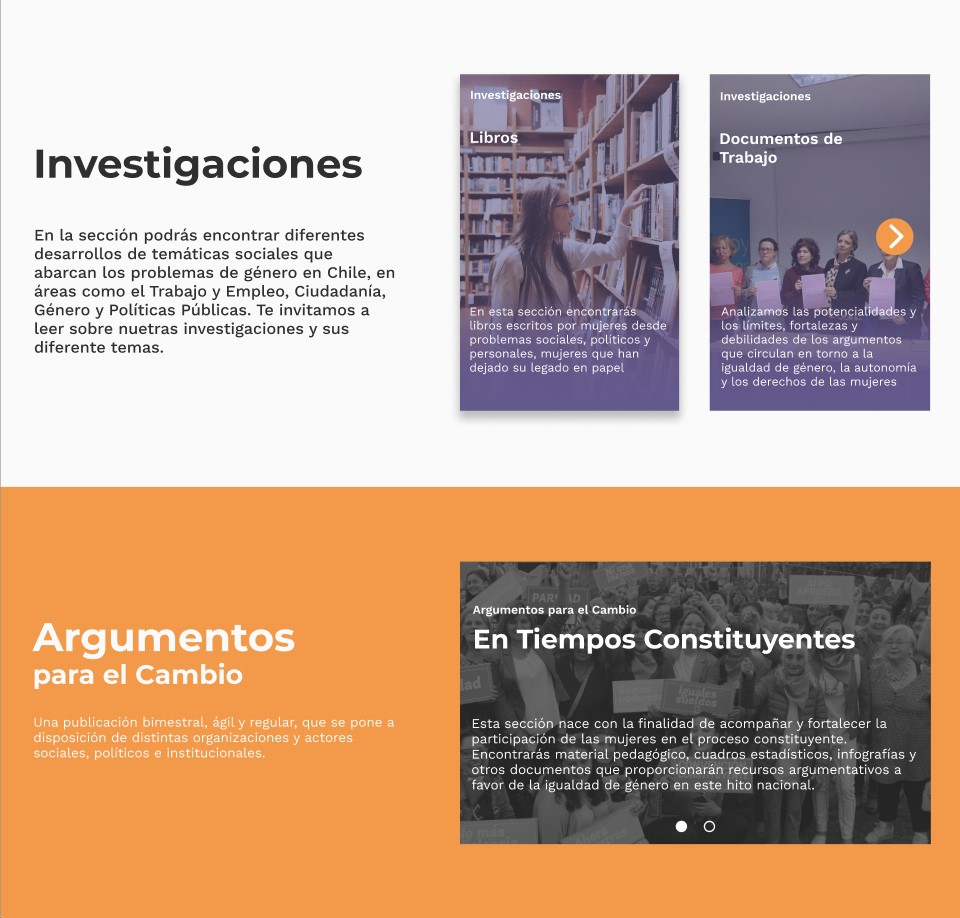 Investigaciones
En la sección podrás encontrar diferentes
desarrollos de temáticas sociales que
abarcan los problemas de género en Chile, en
áreas como el Trabajo y Empleo, Ciudadanía,
Género y Políticas Públicas. Te invitamos a
leer sobre nuetras investigaciones y sus
diferente temas.
Investigaciones
Libros
En esta sección encontrarás
libros escritos por mujeres desde
problemas sociales, políticos y
personales, mujeres que han
dejado su legado en papel
Investigaciones
Documentos de
Trabajo
Analizamos las potencialidades y
los límites, fortalezas y
debilidades de los argumentos
que circulan en torno a la
igualdad de género, la autonomía
y los derechos de las mujeres
Argumentos
para el Cambio
Una publicación bimestral, ágil y regular, que se pone a
disposición de distintas organizaciones y actores
sociales, políticos e institucionales.
Argumentos para el Cambio
En Tiempos Constituyentes
Esta sección nace con la finalidad de acompañar y fortalecer la
participación de las mujeres en el proceso constituyente.
Encontrarás material pedagógico, cuadros estadísticos, infografías y
otros documentos que proporcionarán recursos argumentativos a
favor de la igualdad de género en este hito nacional.
Iguales
sueldos